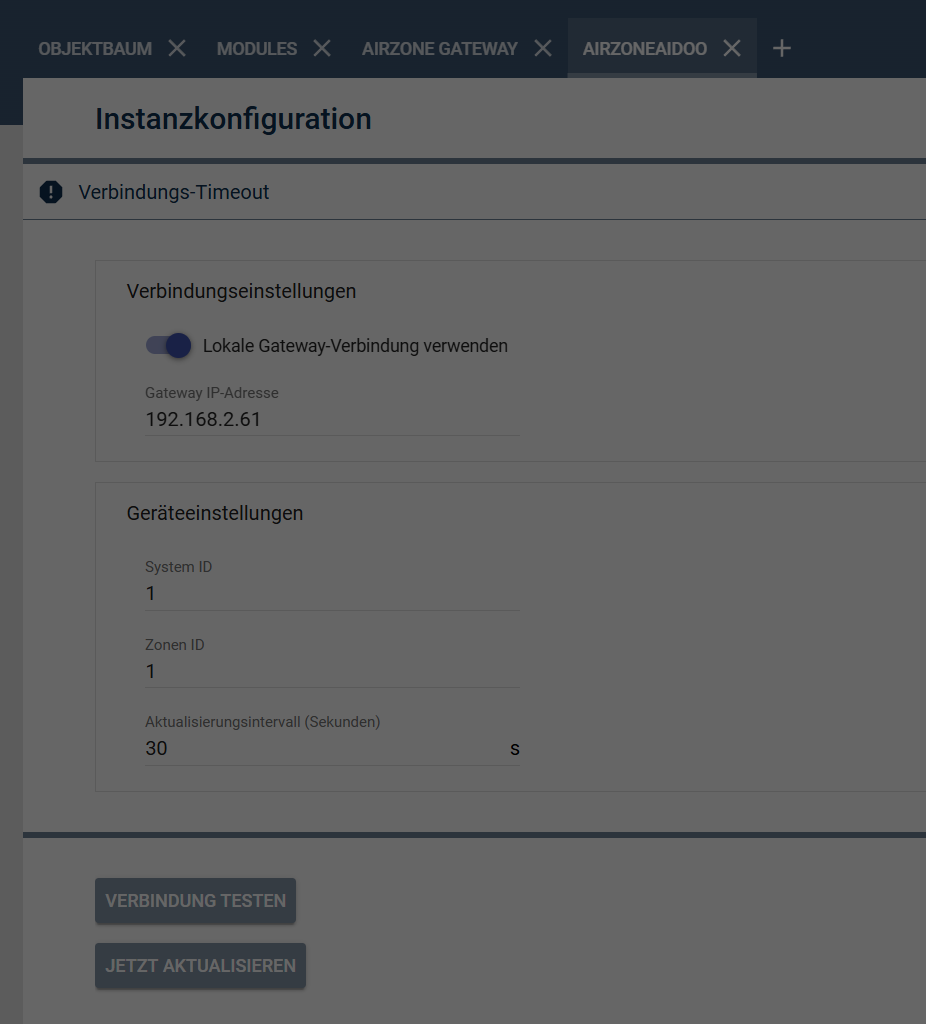 OBJEKTBAUM MODULES AIRZONE GATEWAY AIRZONEAIDOO
Instanzkonfiguration
Verbindungs-Timeout
Verbindungseinstellungen
Lokale Gateway-Verbindung verwenden
Gateway IP-Adresse
192.168.2.61
Geräteeinstellungen
System ID
1
Zonen ID
1
Aktualisierungsintervall (Sekunden)
30 s
VERBINDUNG TESTEN
JETZT AKTUALISIEREN